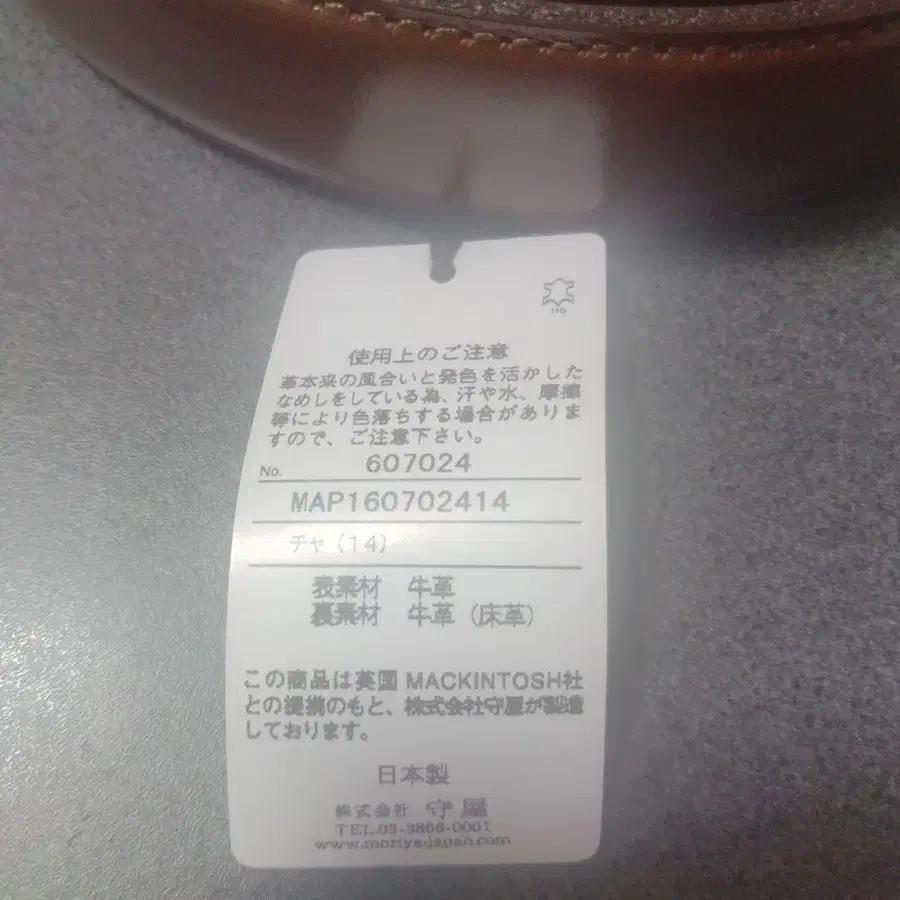 使用上のご注意
革本来の風合いと発色を活かした
なめしをしている為、汗や水、摩擦
等により色落ちする場合がありま
すので、ご注意下さい。
No. 607024
MAP160702414
チャ(14)
表素材 牛革
裏素材 牛革(床革)
この商品は英国 MACKINTOSH社
との提携のもと、株式会社守屋が製造
しております。
日本製
株式会社 守屋
TEL.03-3866-0001
www.moriya-japan.com